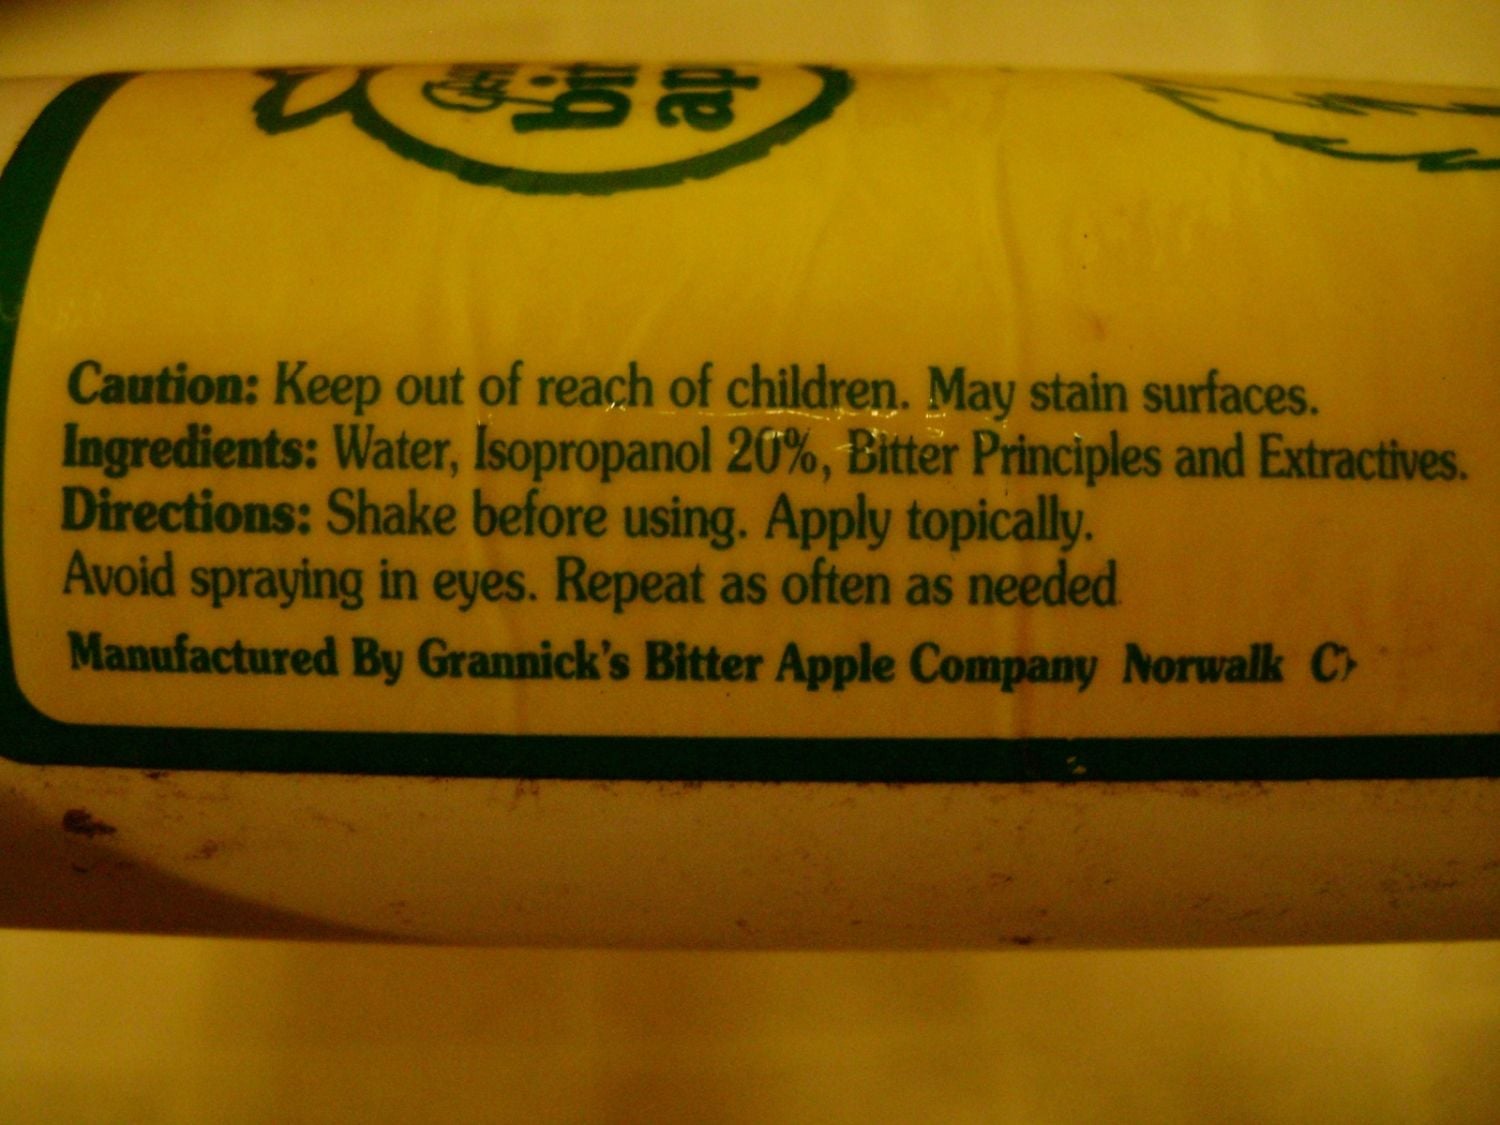 bit
ap
Caution: Keep out of reach of children. May stain surfaces.
Ingredients: Water, Isopropanol 20%, Bitter Principles and Extractives.
Directions: Shake before using. Apply topically.
Avoid spraying in eyes. Repeat as often as needed
Manufactured By Grannick's Bitter Apple Company Norwalk